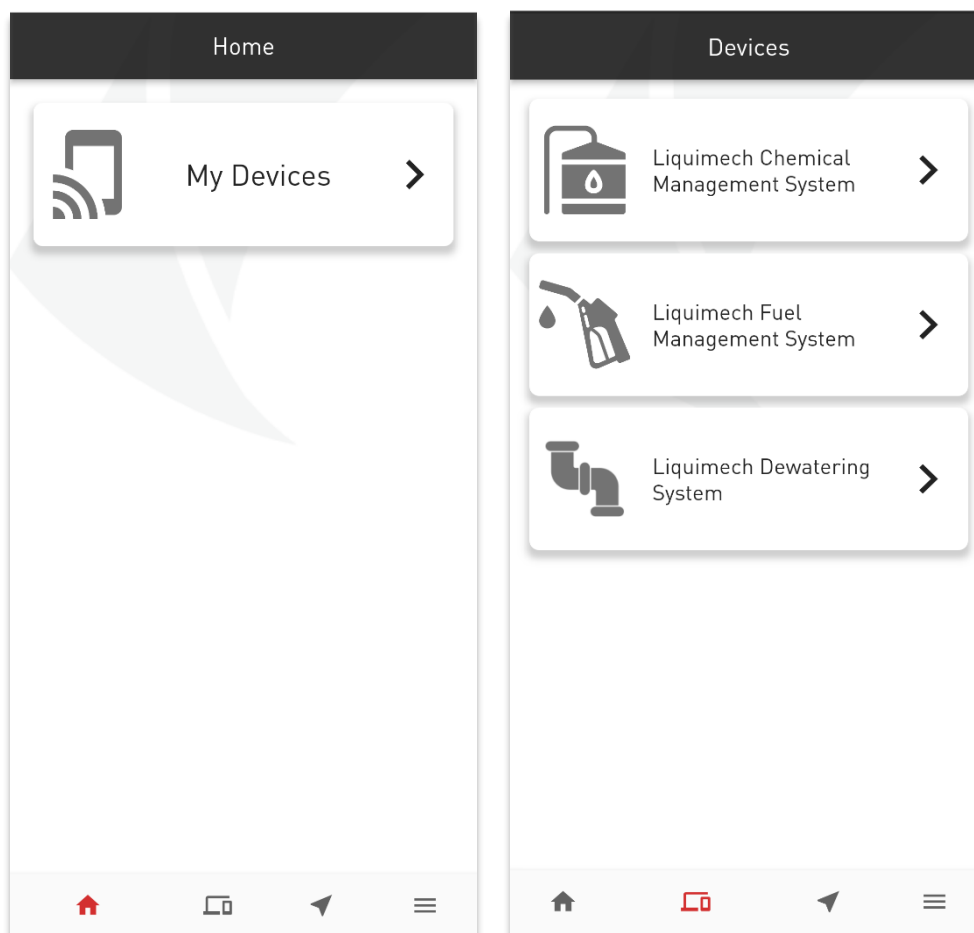 Home
My Devices
Devices
Liquimech Chemical
Management System
Liquimech Fuel
Management System
Liquimech Dewatering
System